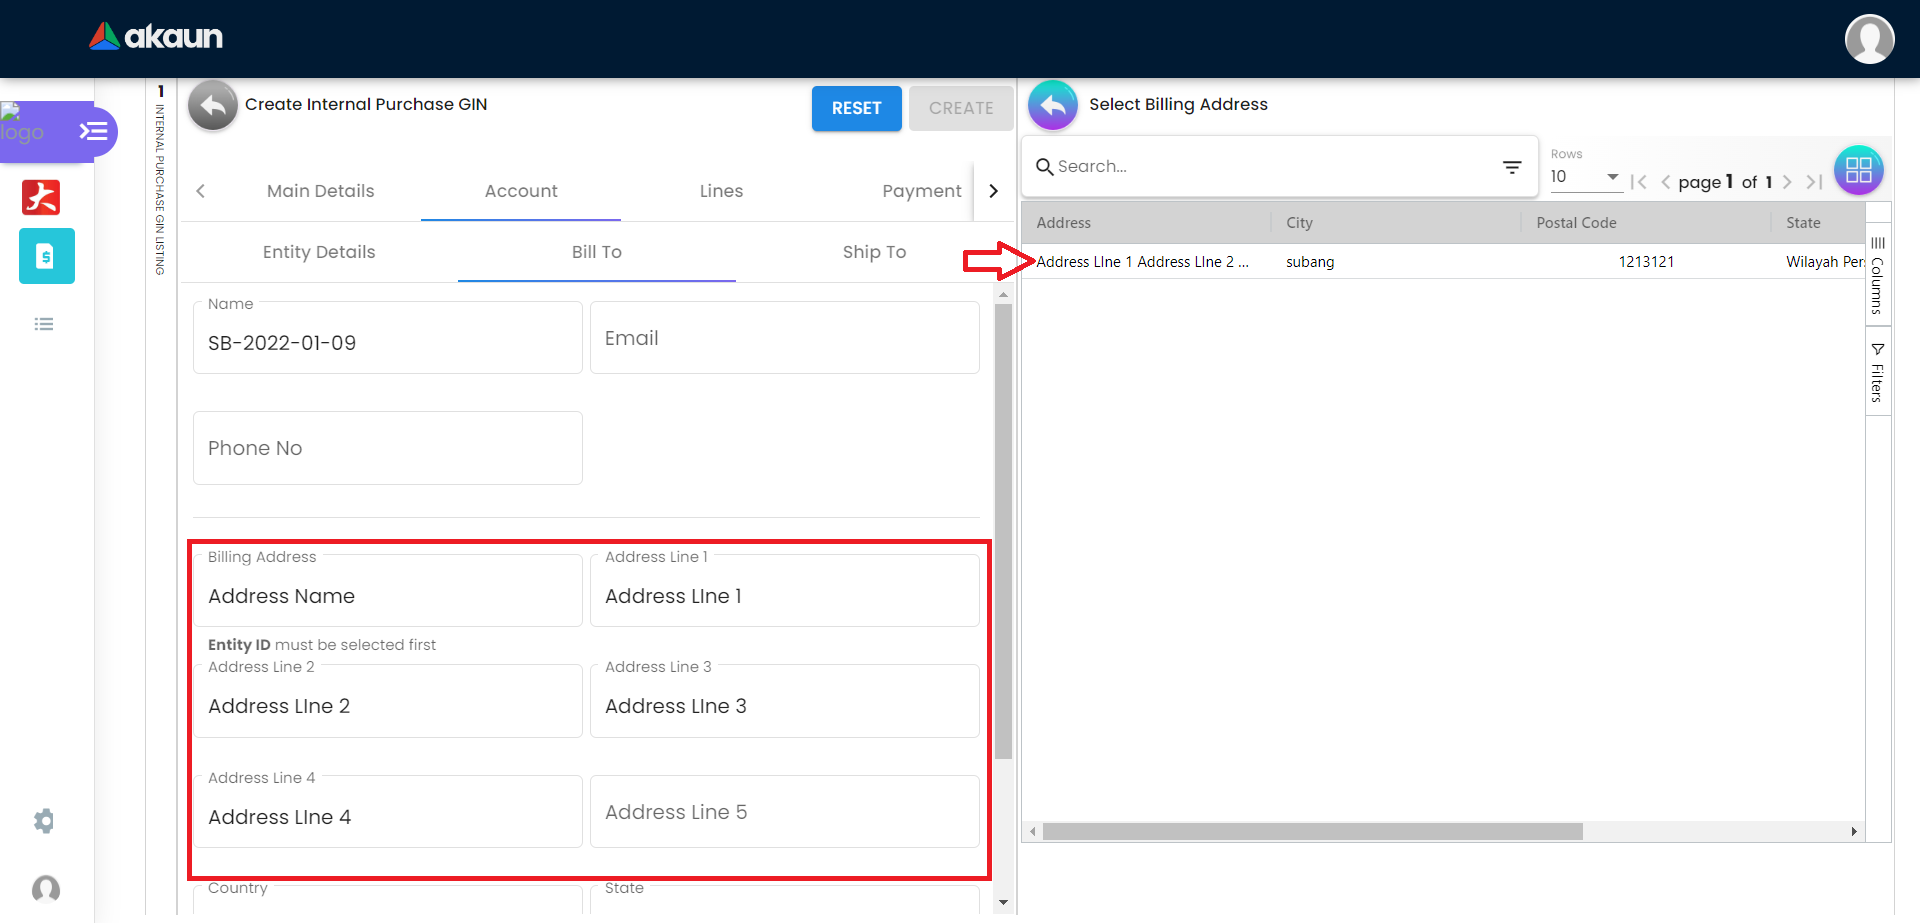 akaun
logo
1
INTERNAL PURCHASE GIN LISTING
Create Internal Purchase GIN
RESET
CREATE
Main Details
Account
Lines
Payment
Entity Details
Bill To
Ship To
Name
SB-2022-01-09
Email
Phone No
Billing Address
Address Name
Address Line 1
Address LIne 1
Entity ID must be selected first
Address Line 2
Address LIne 2
Address Line 3
Address LIne 3
Address Line 4
Address LIne 4
Address Line 5
Country
State
Select Billing Address
Search...
Rows
10
page 1 of 1
Address
City
Postal Code
State
Address LIne 1 Address LIne 2 ...
subang
1213121
Wilayah Per
Columns
Filters